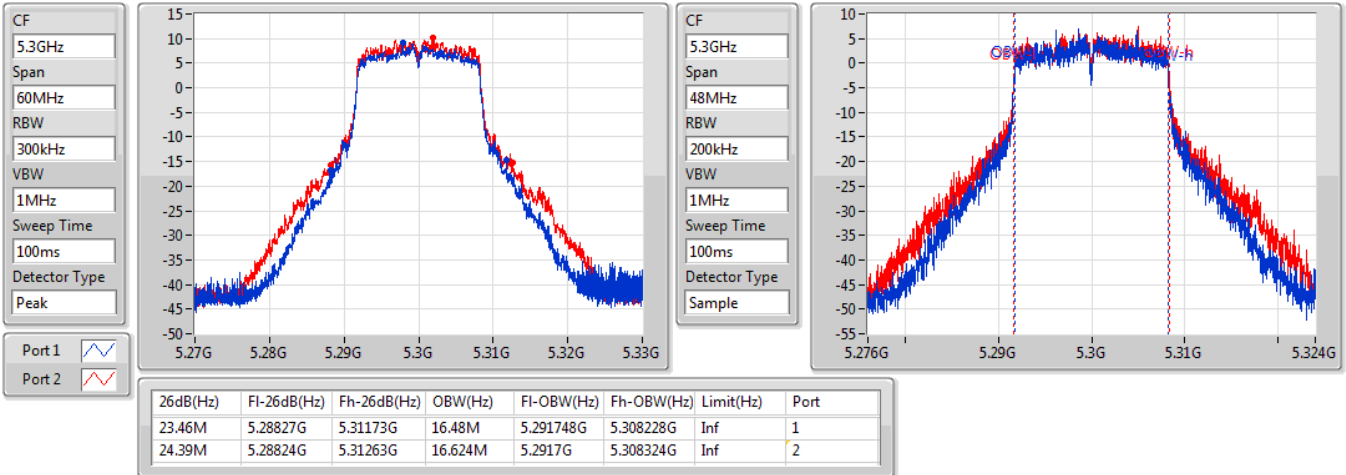 CF
5.3GHz
Span
60MHz
RBW
300kHz
VBW
1MHz
Sweep Time
100ms
Detector Type
Peak
Port 1
Port 2
15
10
5
0
-5
-10
-15
-20
-25
-30
-35
-40
-45
-50
5.27G 5.28G 5.29G 5.3G 5.31G 5.32G 5.33G
CF
5.3GHz
Span
48MHz
RBW
200kHz
VBW
1MHz
Sweep Time
100ms
Detector Type
Sample
10
5
0
-5
-10
-15
-20
-25
-30
-35
-40
-45
-50
-55
5.276G 5.29G 5.3G 5.31G 5.324G
26dB(Hz) Fl-26dB(Hz) Fh-26dB(Hz) OBW(Hz) Fl-OBW(Hz) Fh-OBW(Hz) Limit(Hz) Port
23.46M 5.28827G 5.31173G 16.48M 5.291748G 5.308228G Inf 1
24.39M 5.28824G 5.31263G 16.624M 5.2917G 5.308324G Inf 2